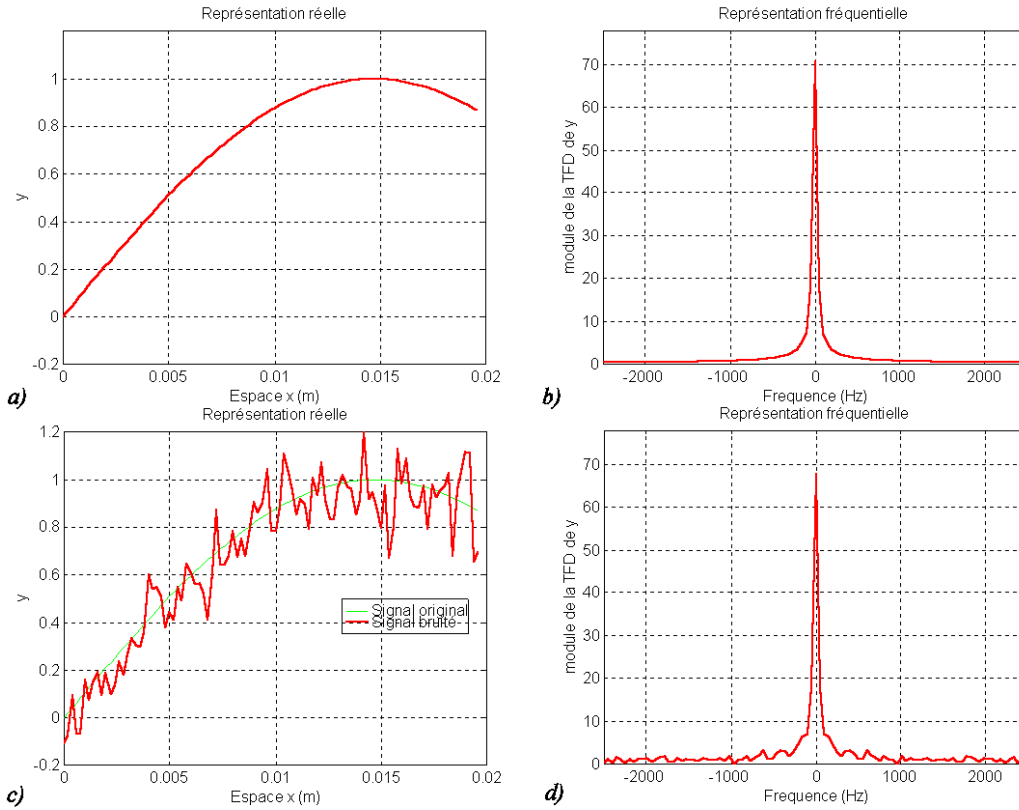 Représentation réelle
1
0.8
0.6
0.4
0.2
0
-0.2
y
0 0.005 0.01 0.015 0.02
Espace x (m)
a)
Représentation fréquentielle
70
60
50
40
30
20
10
0
module de la TFD de y
-2000 -1000 0 1000 2000
Frequence (Hz)
b)
Représentation réelle
1.2
1
0.8
0.6
0.4
0.2
0
-0.2
y
Signal original
Signal bruité
0 0.005 0.01 0.015 0.02
Espace x (m)
c)
Représentation fréquentielle
70
60
50
40
30
20
10
0
module de la TFD de y
-2000 -1000 0 1000 2000
Frequence (Hz)
d)